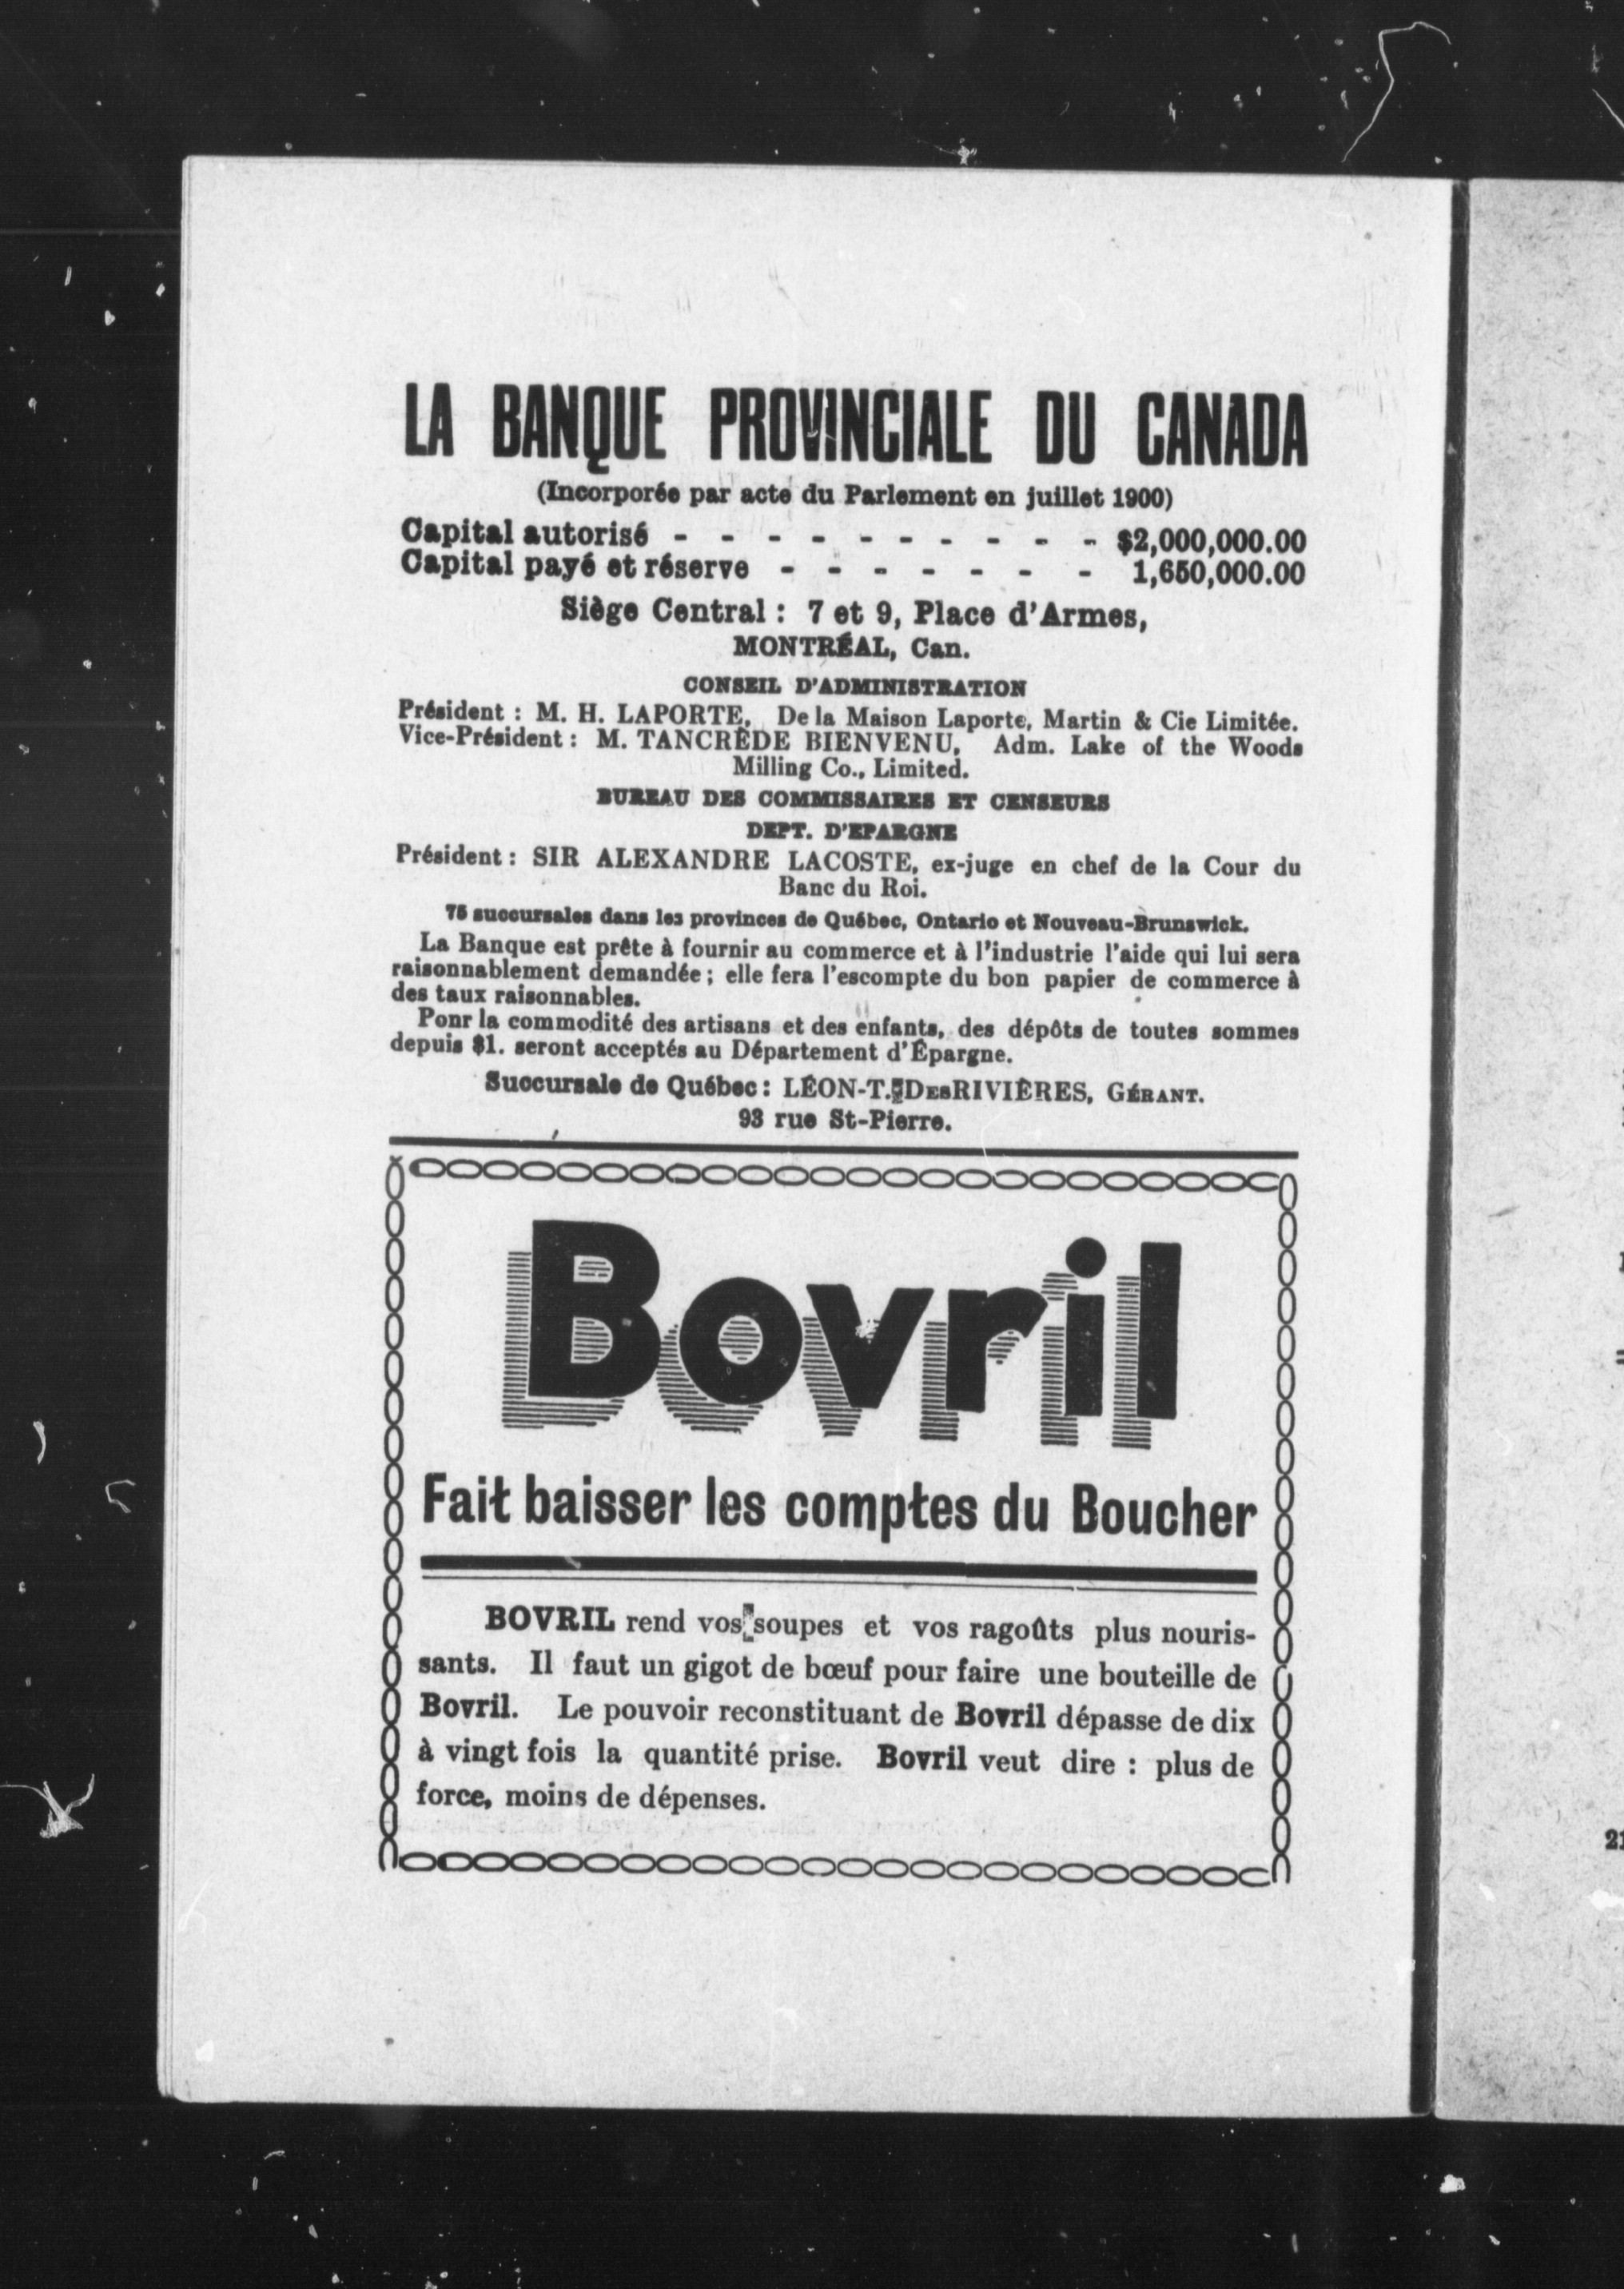 LA BANQUE PROVINCIALE DU CANADA
(Incorporée par acte du Parlement en juillet 1900)
Capital autorisé - - - - - - - - - - $2,000,000.00
Capital payé et réserve - - - - - - - 1,650,000.00
Siège Central : 7 et 9, Place d'Armes,
MONTRÉAL, Can.
CONSEIL D'ADMINISTRATION
Président : M. H. LAPORTE, De la Maison Laporte, Martin & Cie Limitée.
Vice-Président : M. TANCRÈDE BIENVENU, Adm. Lake of the Woods
Milling Co., Limited.
BUREAU DES COMMISSAIRES ET CENSEURS
DEPT. D'EPARGNE
Président : SIR ALEXANDRE LACOSTE, ex-juge en chef de la Cour du
Banc du Roi.
75 succursales dans les provinces de Québec, Ontario et Nouveau-Brunswick.
La Banque est prête à fournir au commerce et à l'industrie l'aide qui lui sera
raisonnablement demandée ; elle fera l'escompte du bon papier de commerce à
des taux raisonnables.
Ponr la commodité des artisans et des enfants, des dépôts de toutes sommes
depuis $1. seront acceptés au Département d'Épargne.
Succursale de Québec : LÉON-T. DesRIVIÈRES, GÉRANT.
93 rue St-Pierre.
Bovril
Fait baisser les comptes du Boucher
BOVRIL rend vos soupes et vos ragoûts plus nouris-
sants. Il faut un gigot de bœuf pour faire une bouteille de
Bovril. Le pouvoir reconstituant de Bovril dépasse de dix
à vingt fois la quantité prise. Bovril veut dire : plus de
force, moins de dépenses.